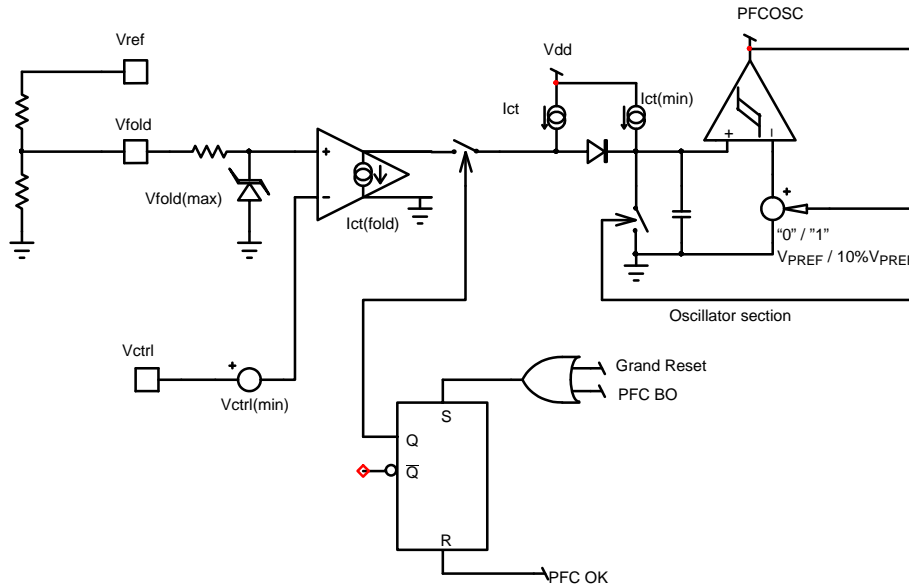 PFCOSC
Vref
Vdd
Ict
Ict(min)
Vfold
+
–
+
–
Vfold(max)
Ict(fold)
+
"0" / "1"
VPREF / 10%VPREF
Oscillator section
Vctrl
+
Vctrl(min)
Grand Reset
PFC BO
S
Q
Q
R
PFC OK